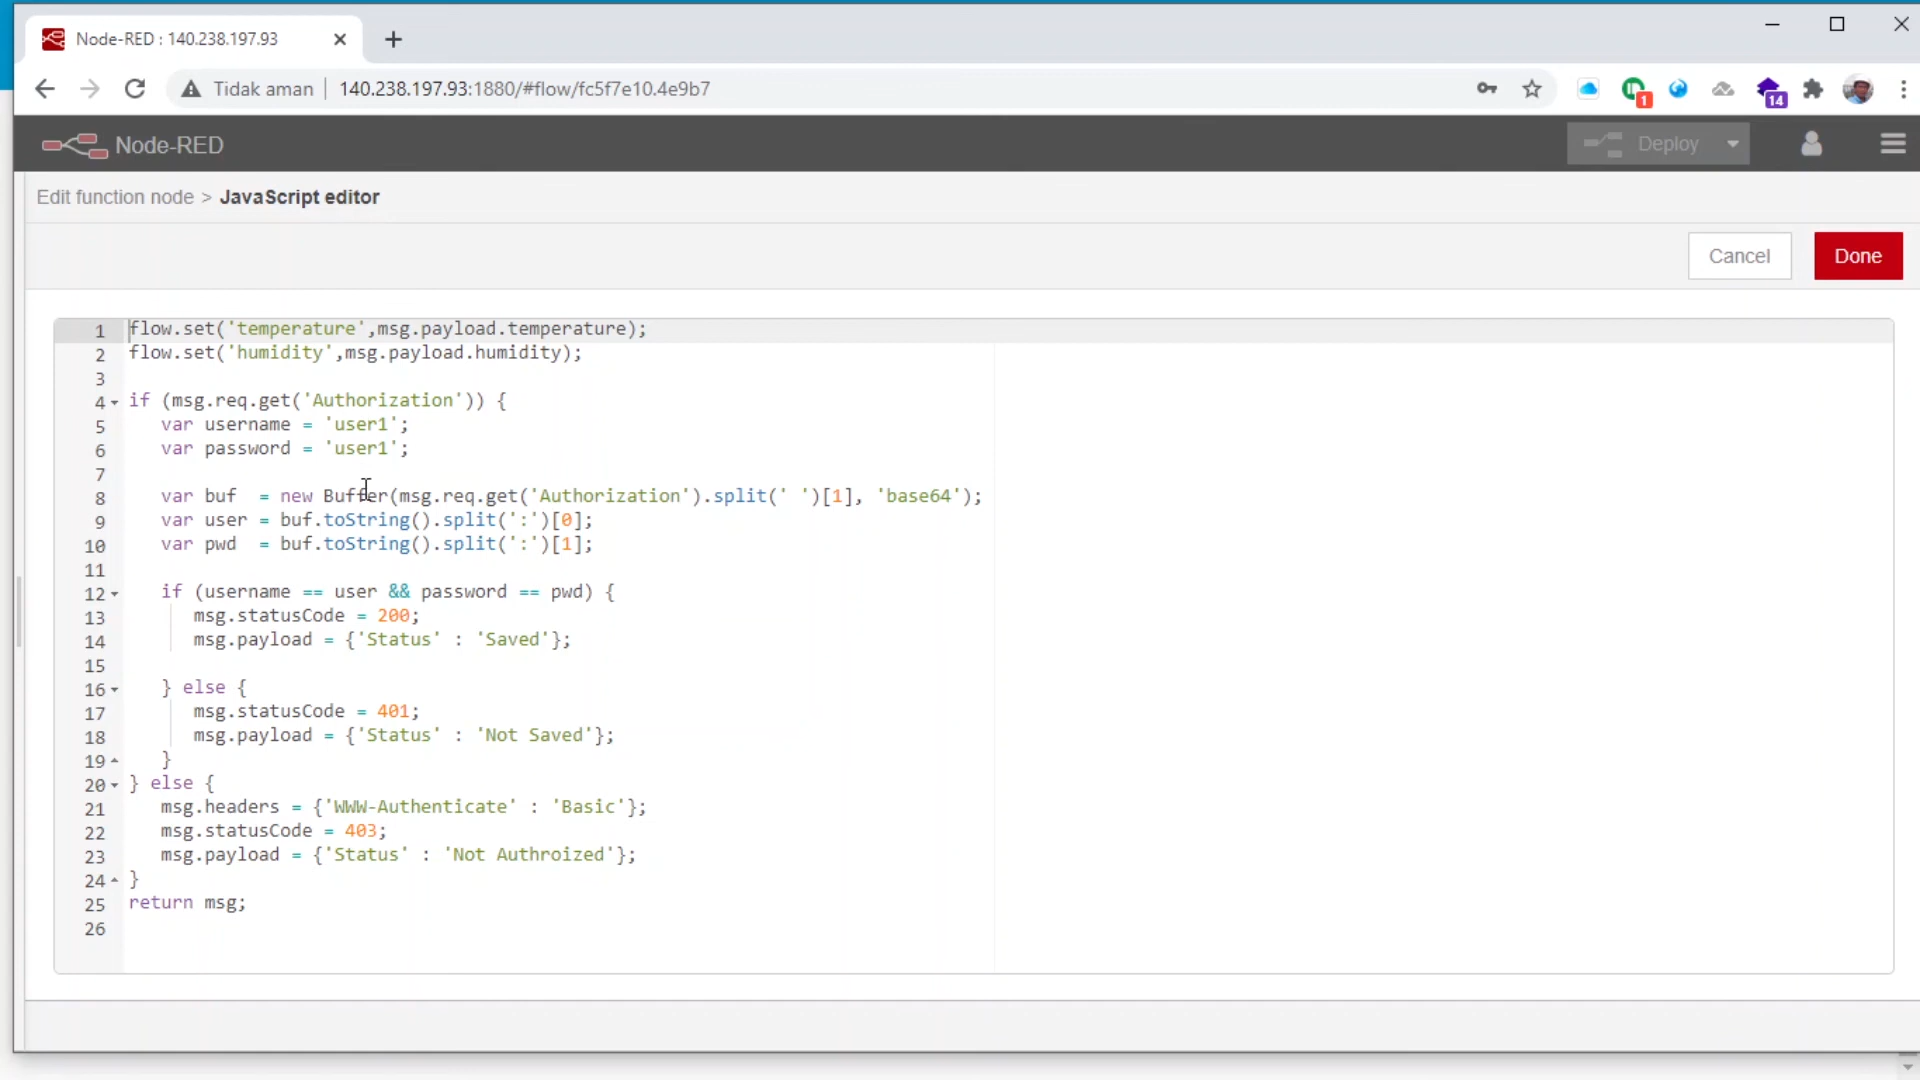 Node-RED : 140.238.197.93
Tidak aman
140.238.197.93:1880/#flow/fc5f7e10.4e9b7
1
14
Node-RED
Deploy
Edit function node > JavaScript editor
Cancel
Done
1 flow.set('temperature',msg.payload.temperature);
2 flow.set('humidity',msg.payload.humidity);
3
4 if (msg.req.get('Authorization')) {
5 var username = 'user1';
6 var password = 'user1';
7
8 var buf = new Buffer(msg.req.get('Authorization').split(' ')[1], 'base64');
9 var user = buf.toString().split(':')[0];
10 var pwd = buf.toString().split(':')[1];
11
12 if (username == user && password == pwd) {
13 msg.statusCode = 200;
14 msg.payload = {'Status' : 'Saved'};
15
16 } else {
17 msg.statusCode = 401;
18 msg.payload = {'Status' : 'Not Saved'};
19 }
20 } else {
21 msg.headers = {'WWW-Authenticate' : 'Basic'};
22 msg.statusCode = 403;
23 msg.payload = {'Status' : 'Not Authroized'};
24 }
25 return msg;
26